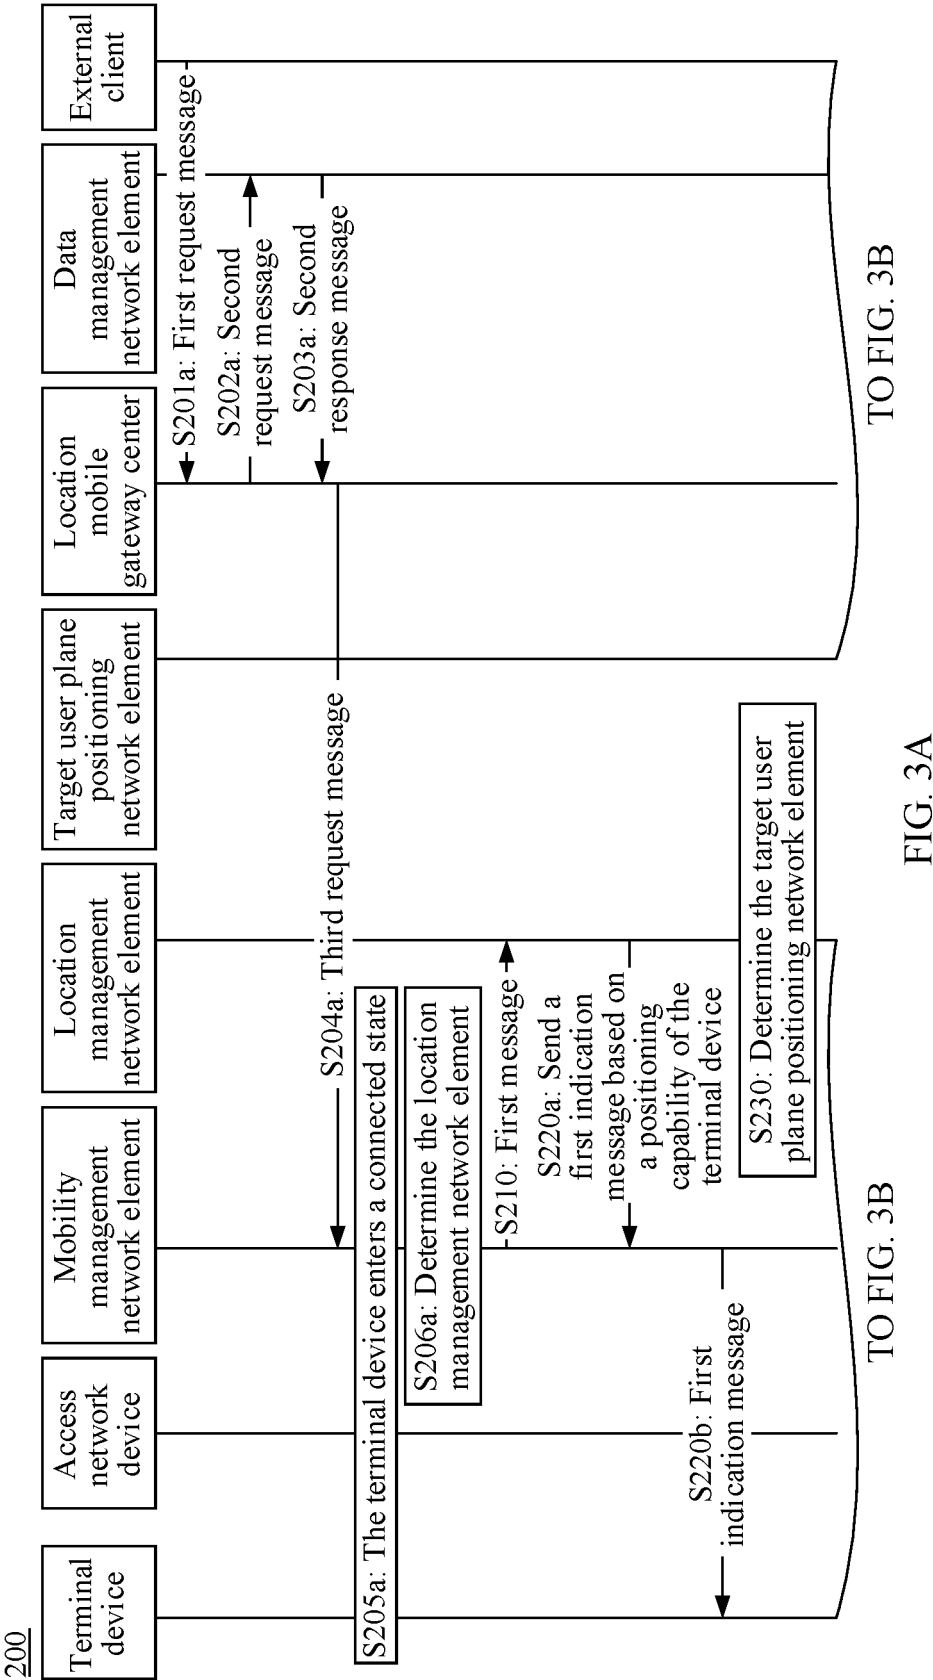 200
Terminal
device
Access
network
device
Mobility
management
network element
Location
management
network element
Target user plane
positioning
network element
Location
mobile
gateway center
Data
management
network element
External
client
S201a: First request message
S202a: Second
request message
S203a: Second
response message
S204a: Third request message
S205a: The terminal device enters a connected state
S206a: Determine the location
management network element
S210: First message
S220a: Send a
first indication
message based on
a positioning
capability of the
terminal device
S220b: First
indication message
S230: Determine the target user
plane positioning network element
TO FIG. 3B
TO FIG. 3B
FIG. 3A